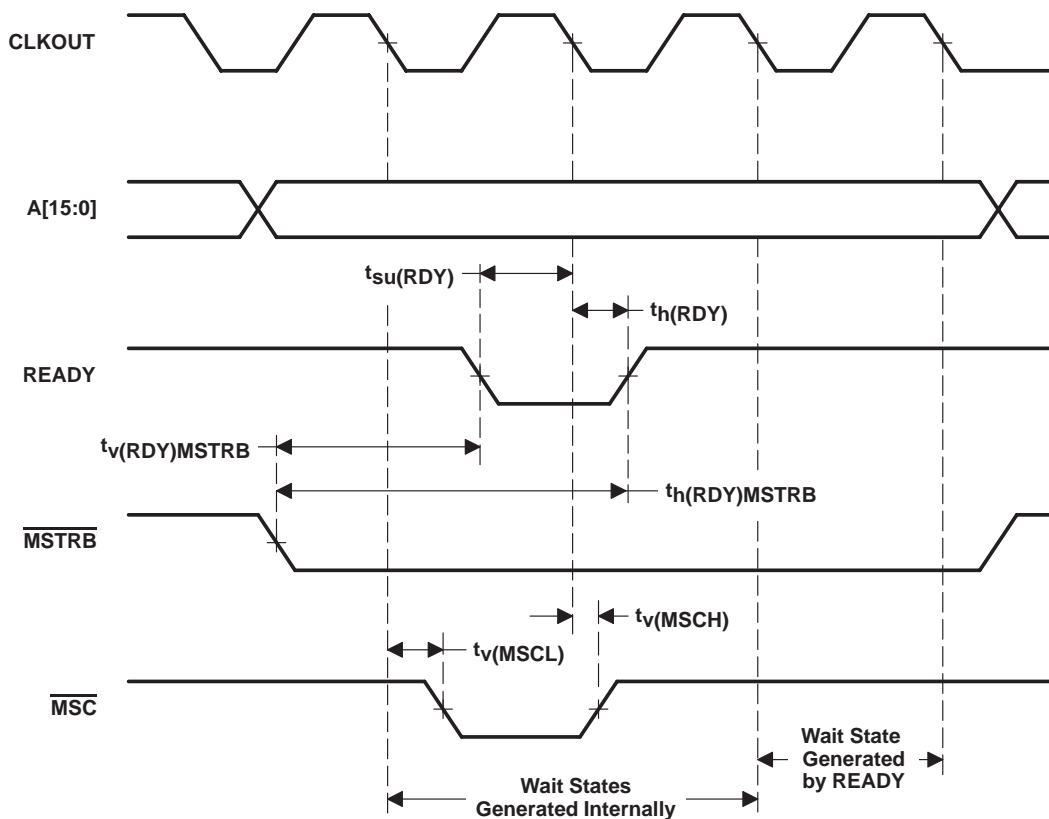 CLKOUT
A[15:0]
tsu(RDY)
th(RDY)
READY
tv(RDY)MSTRB
th(RDY)MSTRB
MSTRB
tv(MSCH)
tv(MSCL)
MSC
Wait State
Generated
by READY
Wait States
Generated Internally